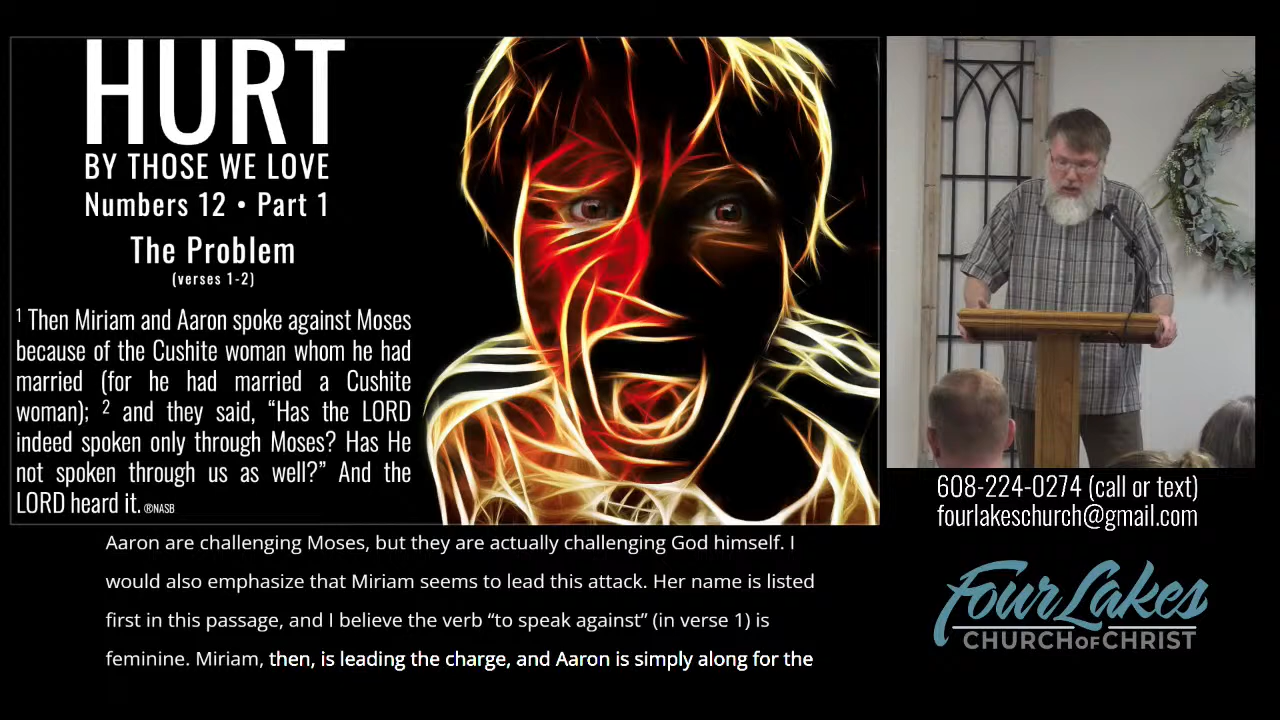 HURT
BY THOSE WE LOVE
Numbers 12 • Part 1
The Problem
(verses 1-2)
1 Then Miriam and Aaron spoke against Moses
because of the Cushite woman whom he had
married (for he had married a Cushite
woman); 2 and they said, “Has the LORD
indeed spoken only through Moses? Has He
not spoken through us as well?” And the
LORD heard it. ®NASB
Aaron are challenging Moses, but they are actually challenging God himself. I
would also emphasize that Miriam seems to lead this attack. Her name is listed
first in this passage, and I believe the verb “to speak against” (in verse 1) is
feminine. Miriam, then, is leading the charge, and Aaron is simply along for the
608-224-0274 (call or text)
fourlakeschurch@gmail.com
Four Lakes
CHURCH OF CHRIST